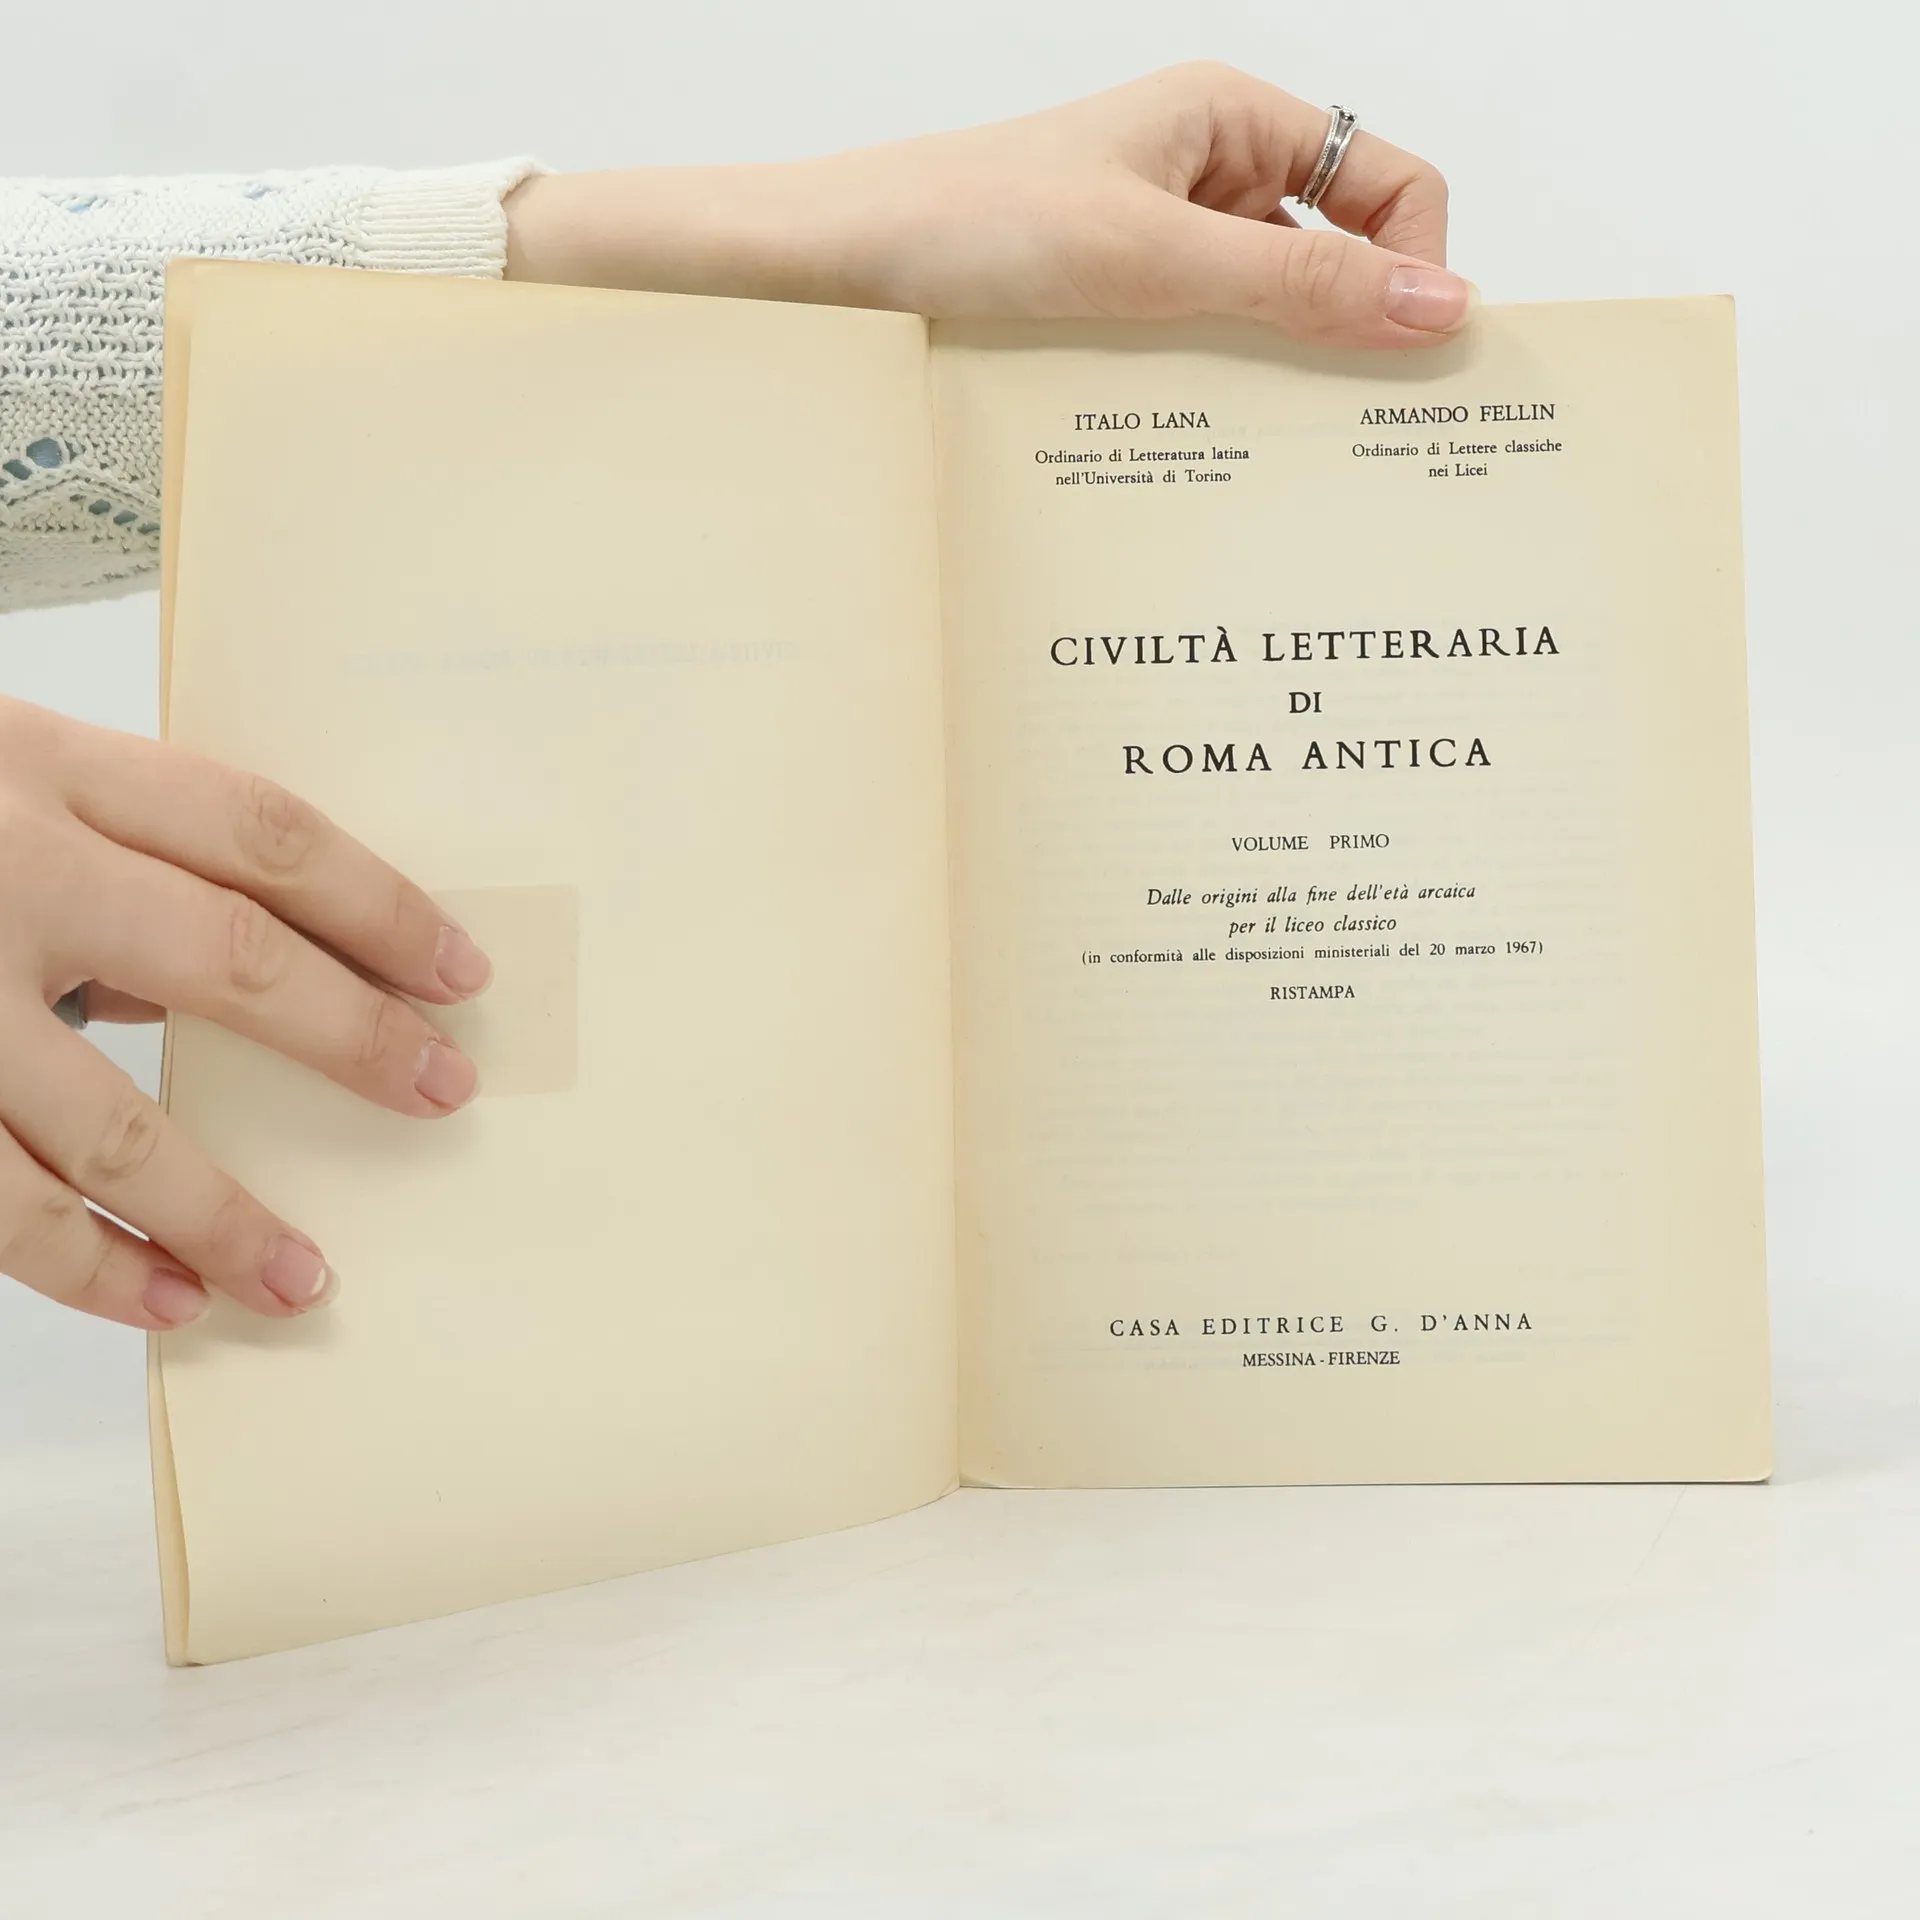 ITALO LANA
Ordinario di Letteratura latina
nell'Università di Torino
ARMANDO FELLIN
Ordinario di Lettere classiche
nei Licei
CIVILTÀ LETTERARIA
DI
ROMA ANTICA
VOLUME PRIMO
Dalle origini alla fine dell'età arcaica
per il liceo classico
(in conformità alle disposizioni ministeriali del 20 marzo 1967)
RISTAMPA
CASA EDITRICE G. D'ANNA
MESSINA - FIRENZE